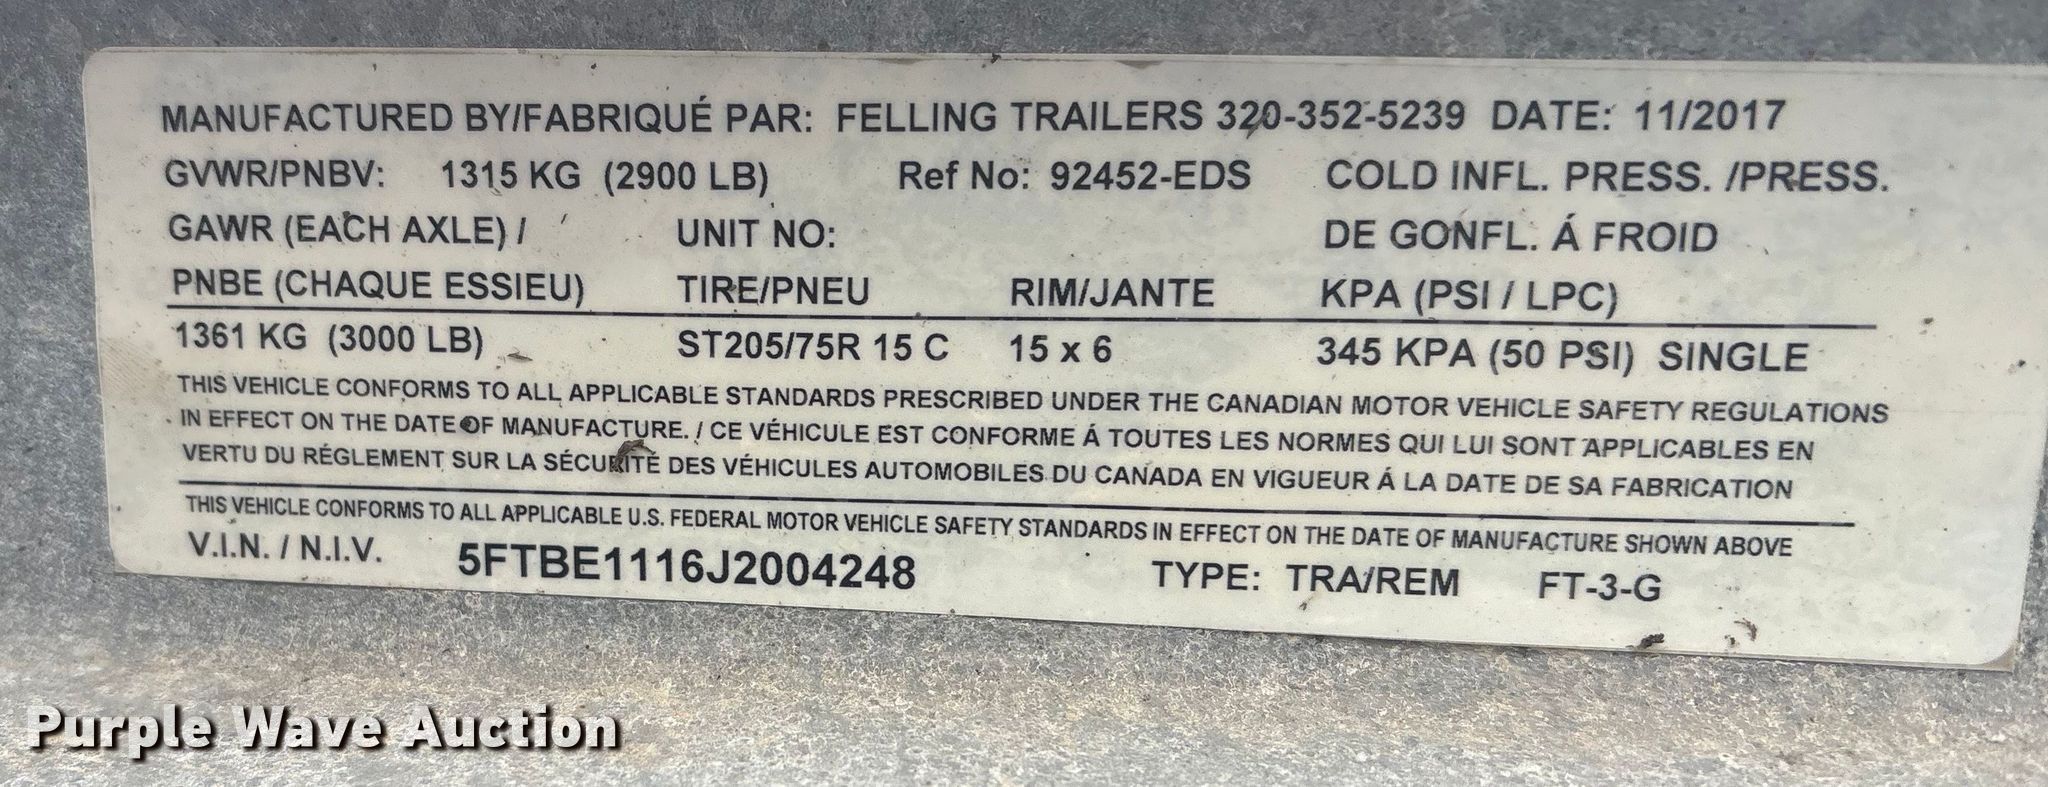 MANUFACTURED BY/FABRIQUÉ PAR: FELLING TRAILERS 320-352-5239 DATE: 11/2017
GVWR/PNBV: 1315 KG (2900 LB) Ref No: 92452-EDS COLD INFL. PRESS. /PRESS.
GAWR (EACH AXLE) / UNIT NO: DE GONFL. Á FROID
PNBE (CHAQUE ESSIEU) TIRE/PNEU RIM/JANTE KPA (PSI / LPC)
1361 KG (3000 LB) ST205/75R 15 C 15 x 6 345 KPA (50 PSI) SINGLE
THIS VEHICLE CONFORMS TO ALL APPLICABLE STANDARDS PRESCRIBED UNDER THE CANADIAN MOTOR VEHICLE SAFETY REGULATIONS
IN EFFECT ON THE DATE OF MANUFACTURE. / CE VÉHICULE EST CONFORME Á TOUTES LES NORMES QUI LUI SONT APPLICABLES EN
VERTU DU RÉGLEMENT SUR LA SÉCURITÉ DES VÉHICULES AUTOMOBILES DU CANADA EN VIGUEUR Á LA DATE DE SA FABRICATION
THIS VEHICLE CONFORMS TO ALL APPLICABLE U.S. FEDERAL MOTOR VEHICLE SAFETY STANDARDS IN EFFECT ON THE DATE OF MANUFACTURE SHOWN ABOVE
V.I.N. / N.I.V. 5FTBE1116J2004248 TYPE: TRA/REM FT-3-G
Purple Wave Auction